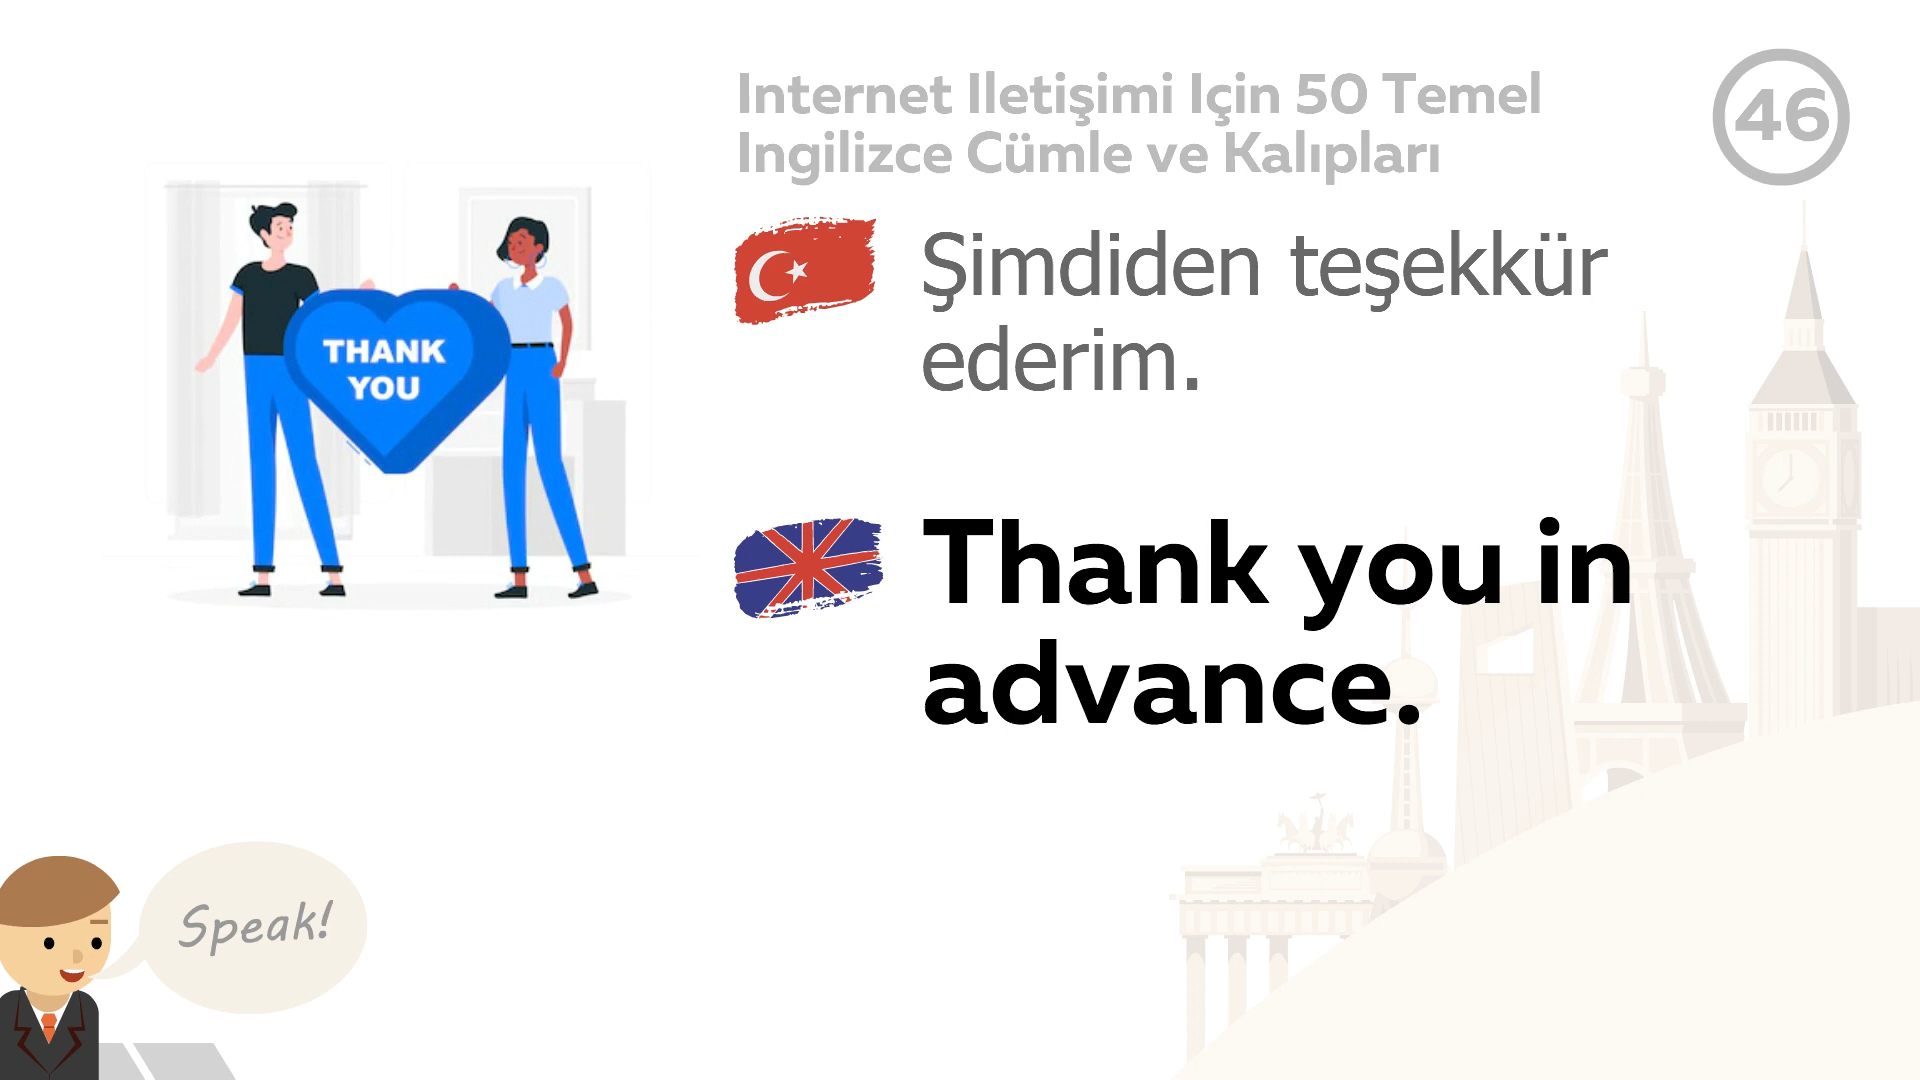 Internet Iletişimi Için 50 Temel
Ingilizce Cümle ve Kalıpları
46
Şimdiden teşekkür
ederim.
THANK
YOU
Thank you in
advance.
Speak!